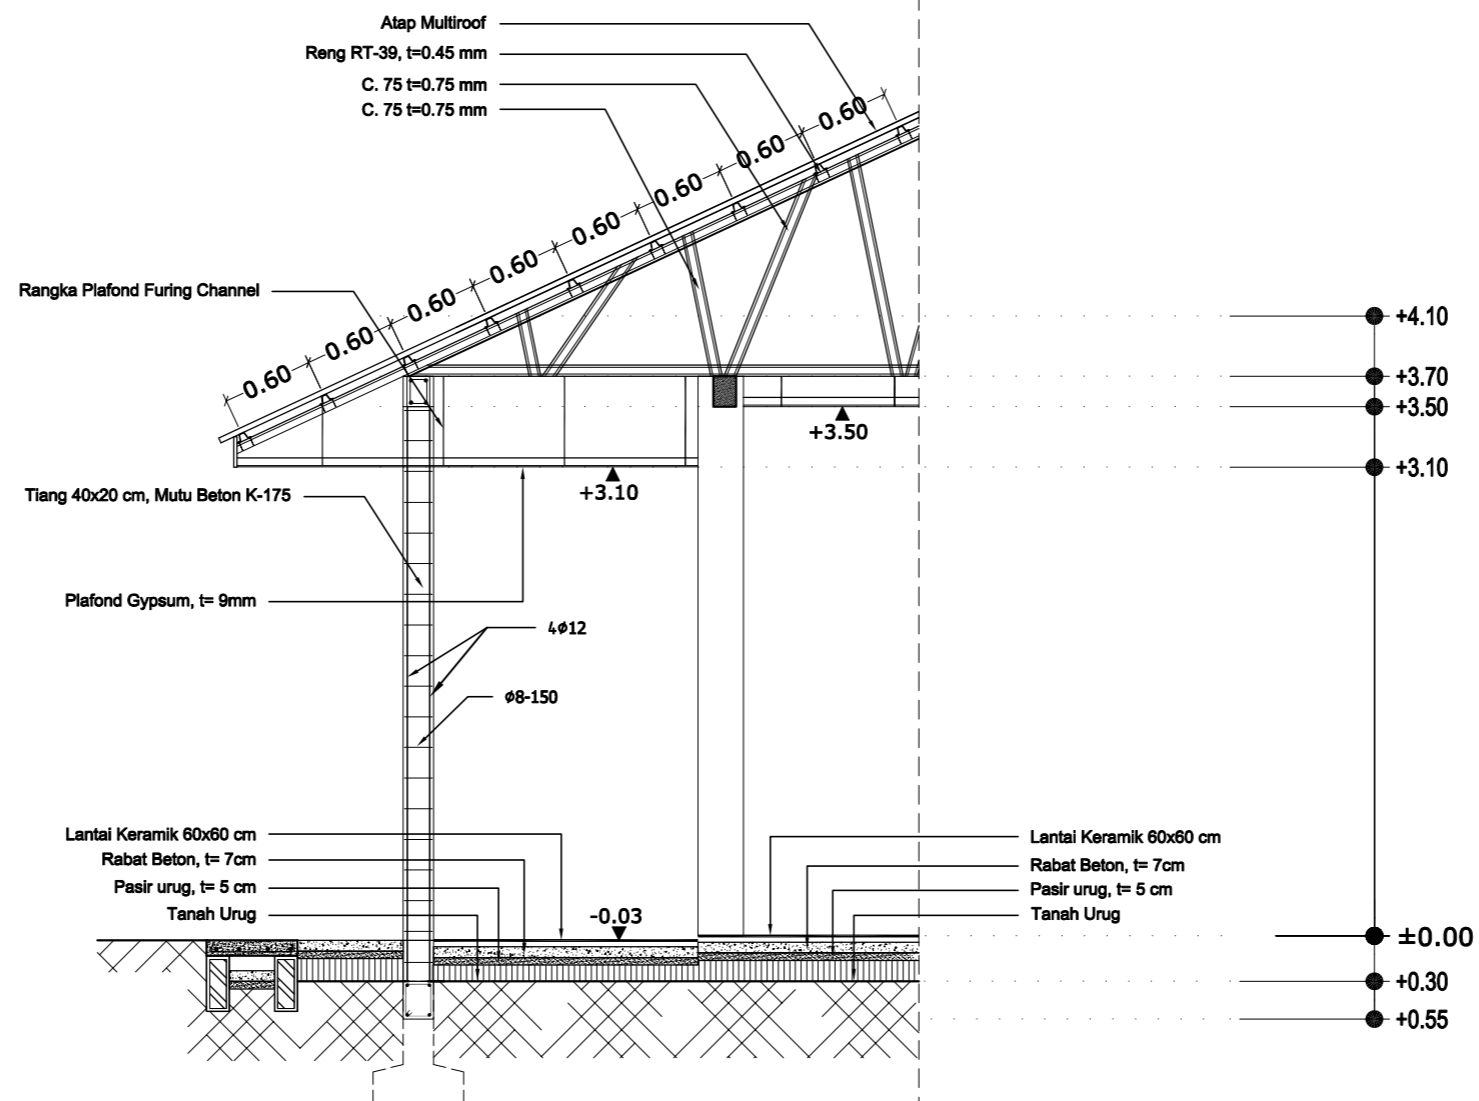 Atap Multiroof
Reng RT-39, t=0.45 mm
C. 75 t=0.75 mm
C. 75 t=0.75 mm
0.60
0.60
0.60
0.60
0.60
0.60
0.60
0.60
Rangka Plafond Furing Channel
+4.10
+3.70
+3.50
+3.50
+3.10
+3.10
Tiang 40x20 cm, Mutu Beton K-175
Plafond Gypsum, t= 9mm
4ø12
ø8-150
Lantai Keramik 60x60 cm
Rabat Beton, t= 7cm
Pasir urug, t= 5 cm
Tanah Urug
-0.03
Lantai Keramik 60x60 cm
Rabat Beton, t= 7cm
Pasir urug, t= 5 cm
Tanah Urug
±0.00
+0.30
+0.55